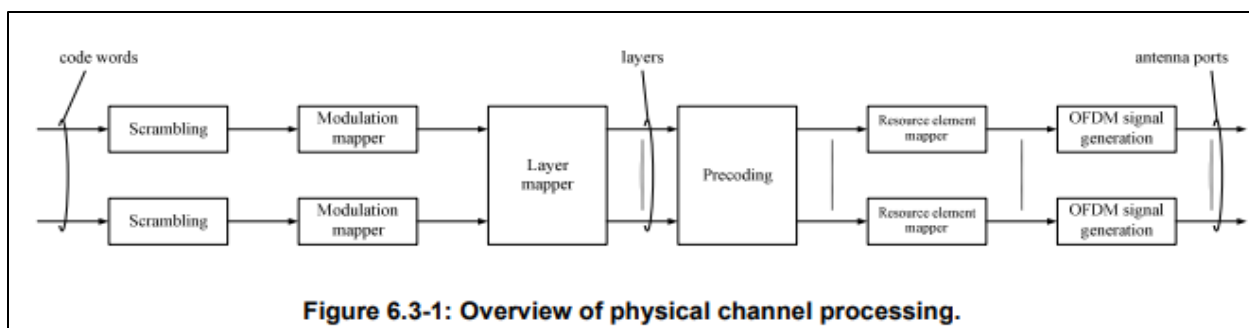 code words
layers
antenna ports
Scrambling
Modulation
mapper
Layer
mapper
Precoding
Resource element
mapper
OFDM signal
generation
Scrambling
Modulation
mapper
Resource element
mapper
OFDM signal
generation
Figure 6.3-1: Overview of physical channel processing.